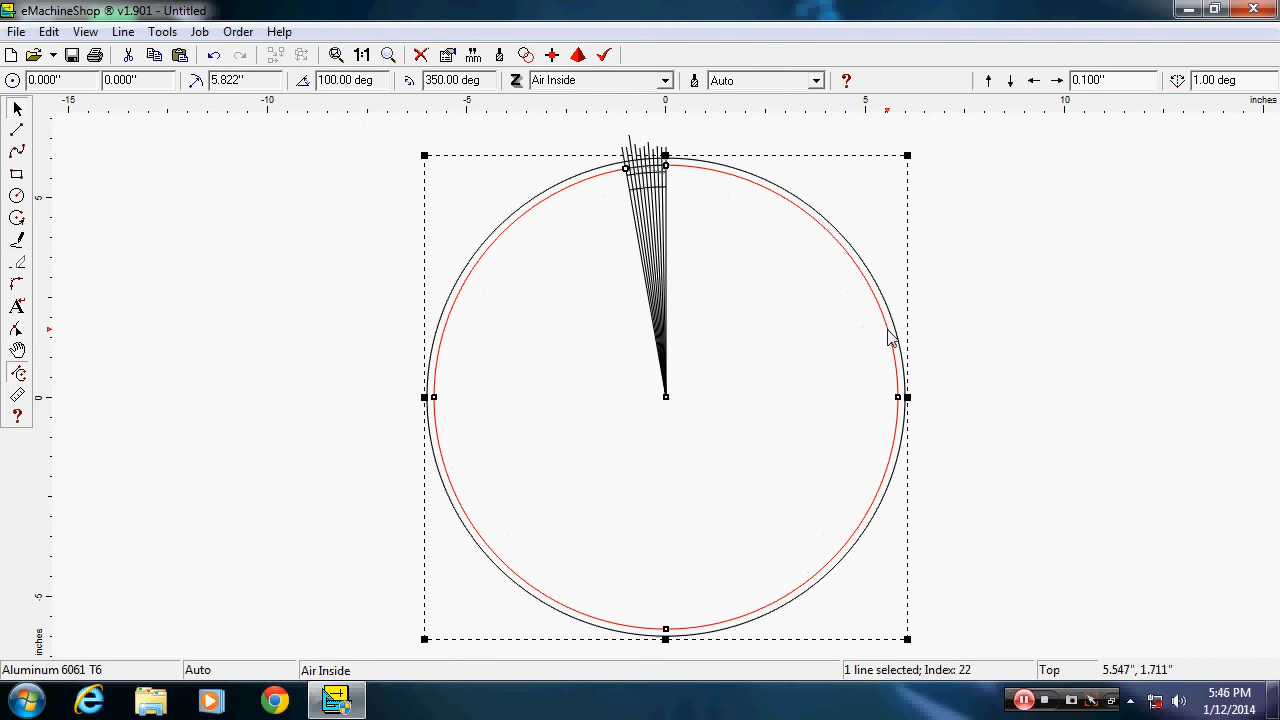 eMachineShop ® v1.901 - Untitled
File Edit View Line Tools Job Order Help
1:1 mm
0.000" 0.000" 5.822" 100.00 deg 350.00 deg Z Air Inside Auto ? 0.100" 1.00 deg
-15 -10 -5 0 5 10 inches
5
0
-5
inches
A
?
Aluminum 6061 T6 Auto Air Inside 1 line selected; Index: 22 Top 5.547", 1.711"
5:46 PM
1/12/2014